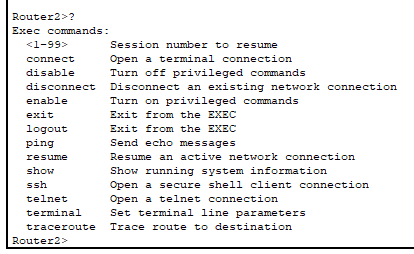 Router2>?
Exec commands:
  <1-99>      Session number to resume
  connect     Open a terminal connection
  disable     Turn off privileged commands
  disconnect  Disconnect an existing network connection
  enable      Turn on privileged commands
  exit        Exit from the EXEC
  logout      Exit from the EXEC
  ping        Send echo messages
  resume      Resume an active network connection
  show        Show running system information
  ssh         Open a secure shell client connection
  telnet      Open a telnet connection
  terminal    Set terminal line parameters
  traceroute  Trace route to destination
Router2>